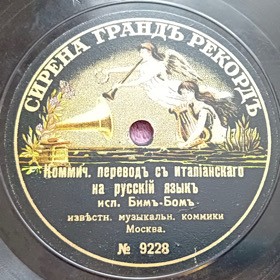 СИРЕНА ГРАНДЪ РЕКОРДЪ
Коммич. переводъ съ италіанскаго
на русскій языкъ
исп. Бимъ-Бомъ.
извѣстн. музыкальн. коммики
Москва.
№ 9228